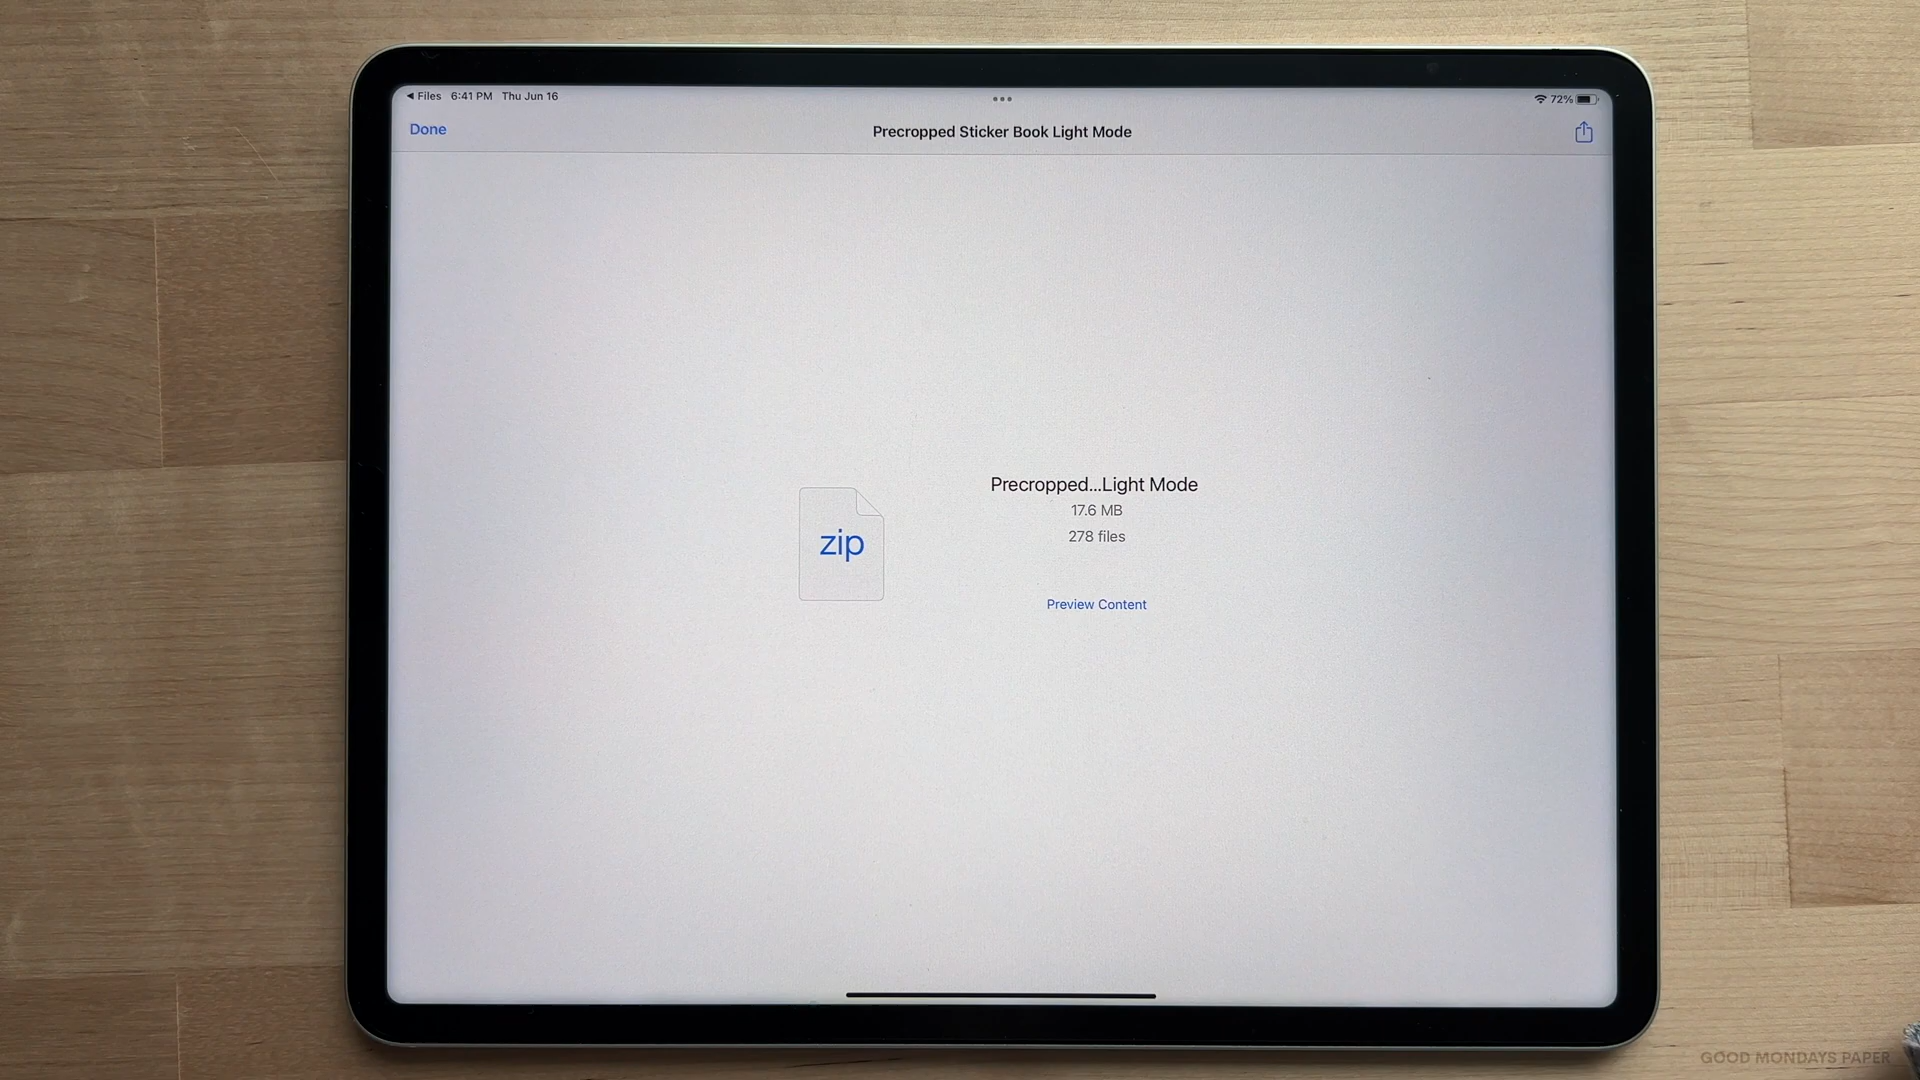 ◀ Files 6:41 PM Thu Jun 16
72%
Done
Precropped Sticker Book Light Mode
zip
Precropped...Light Mode
17.6 MB
278 files
Preview Content
GOOD MONDAYS PAPER